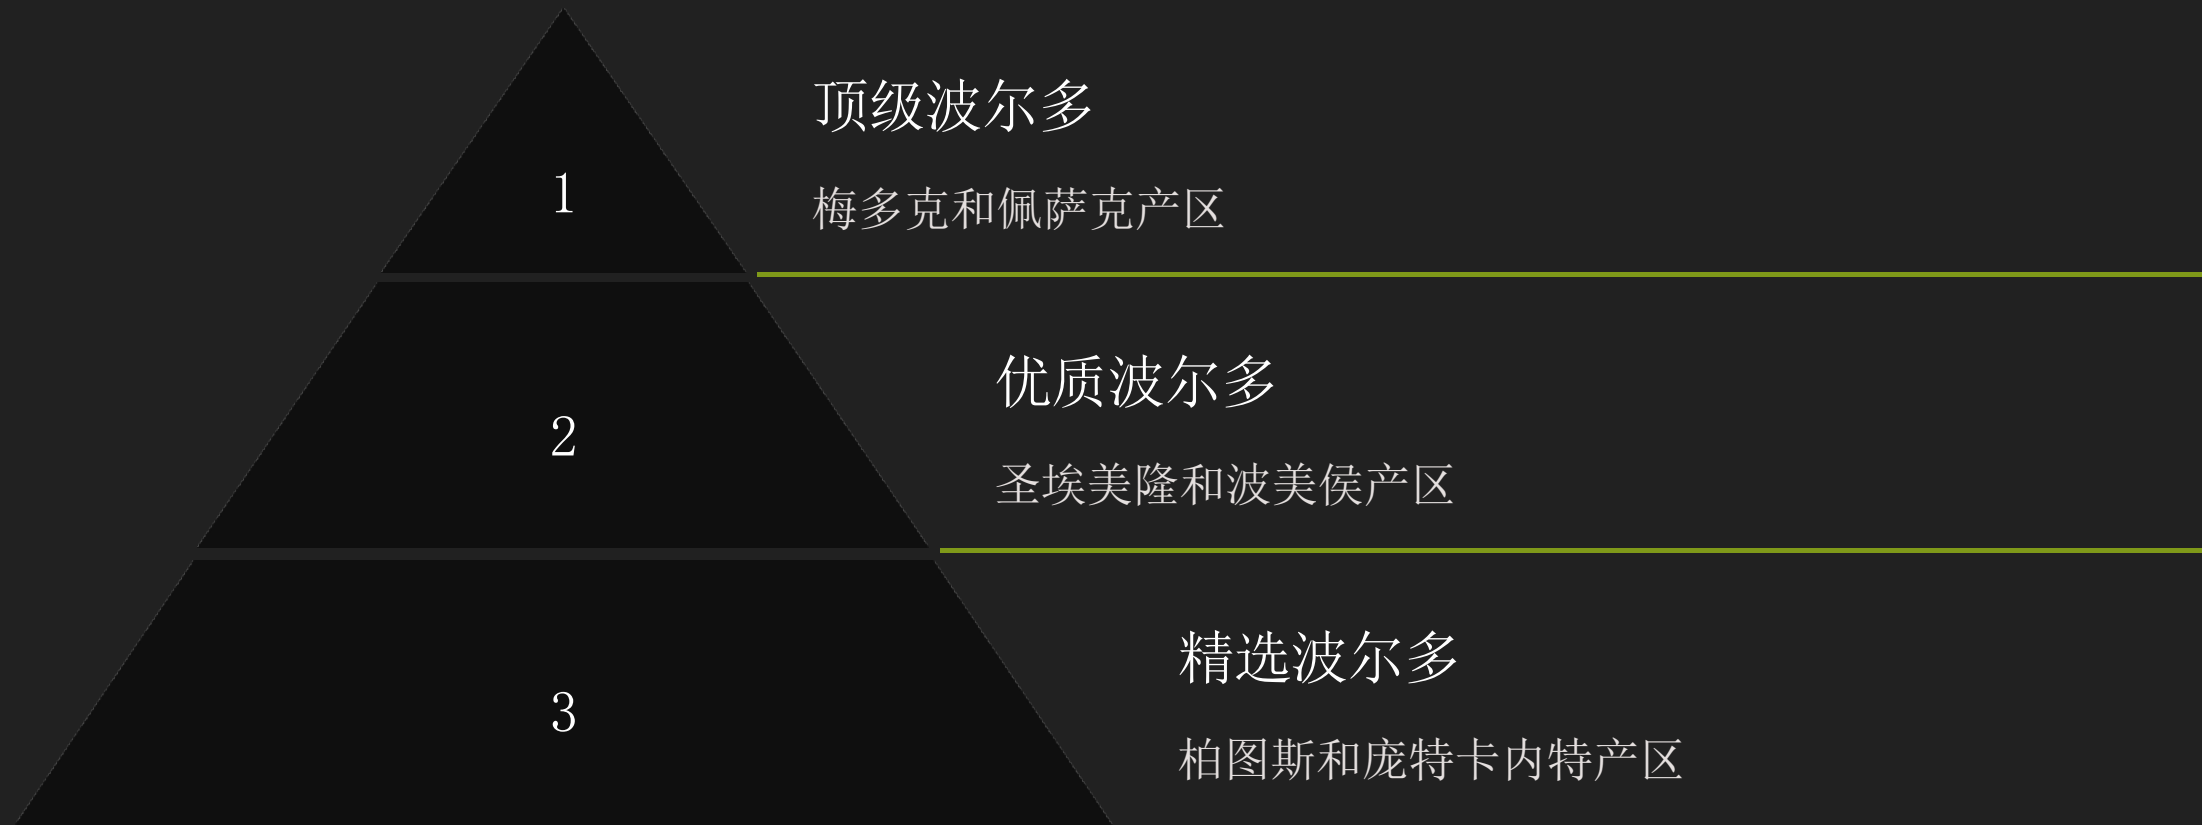 1
顶级波尔多
梅多克和佩萨克产区
2
优质波尔多
圣埃美隆和波美侯产区
3
精选波尔多
柏图斯和庞特卡内特产区